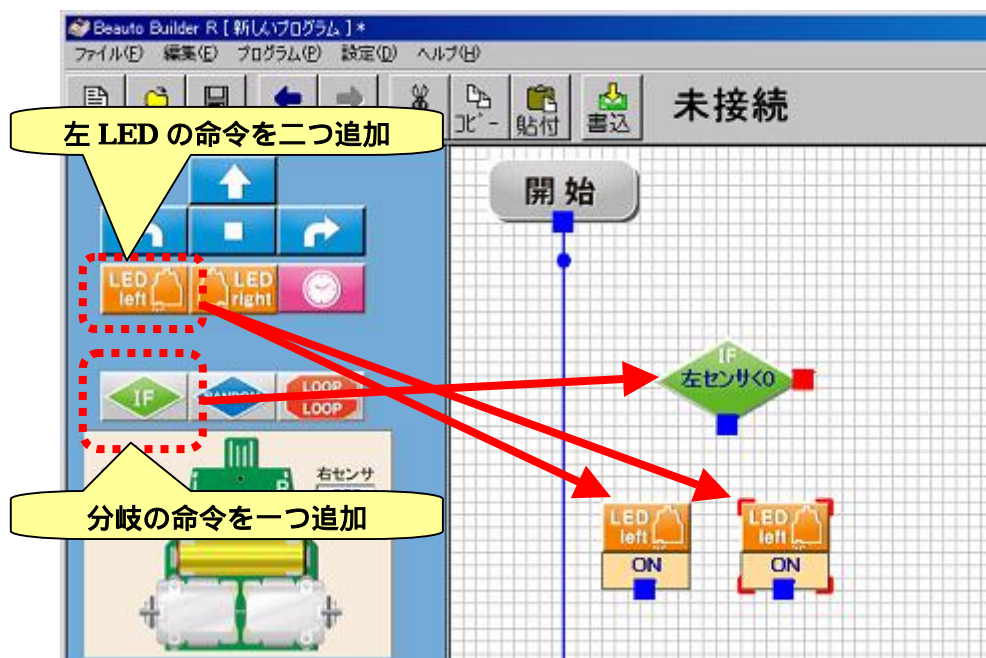 Beauto Builder R [ 新しいプログラム ] *
ファイル(F) 編集(E) プログラム(P) 設定(D) ヘルプ(H)
コピー 貼付 書込 未接続
左 LED の命令を二つ追加
開始
LED left
LED right
IF
左センサ<0
IF
LOOP LOOP
右センサ
分岐の命令を一つ追加
LED left
ON
LED left
ON